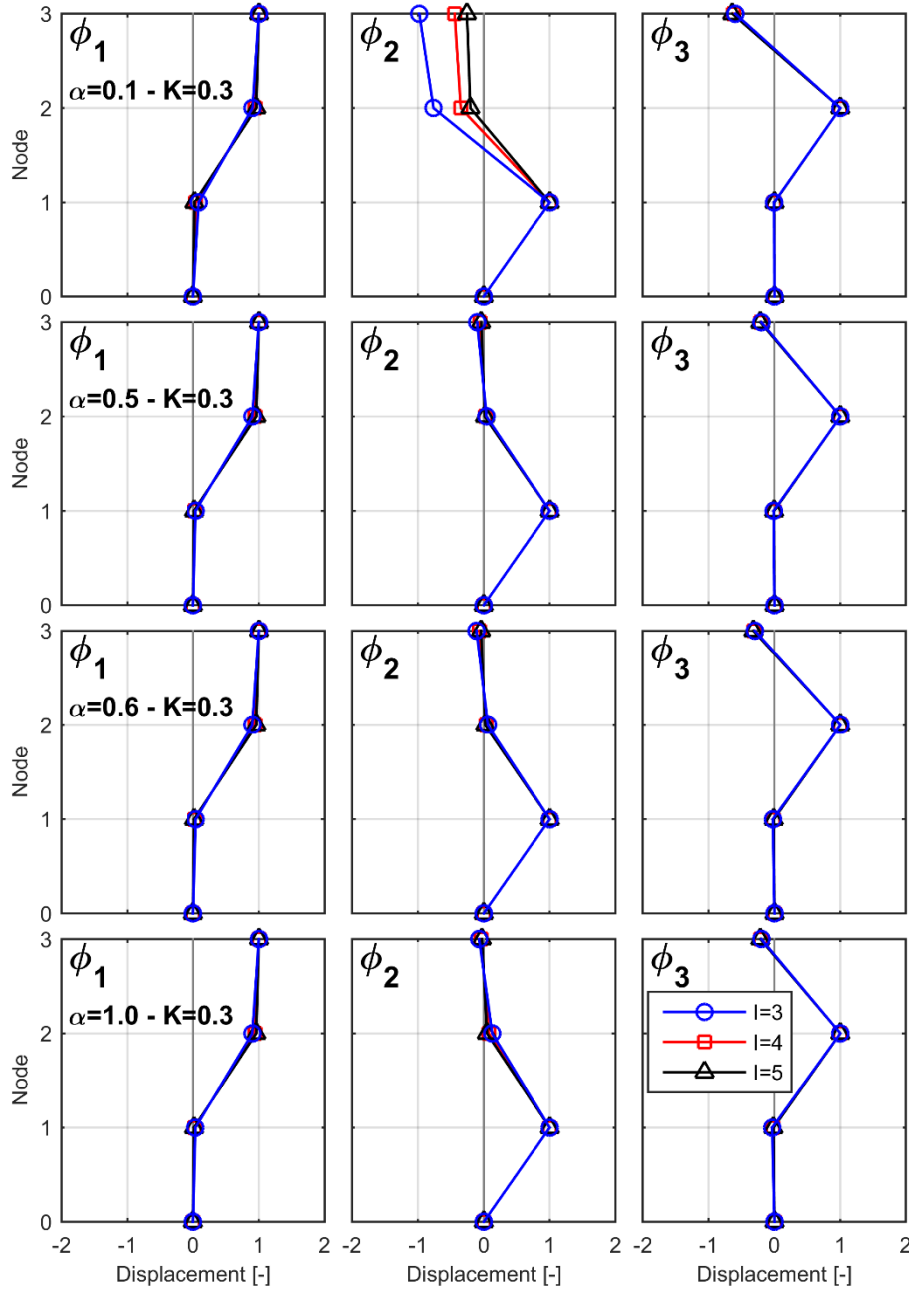 3
2
1
0
Node
ϕ1
α=0.1 - K=0.3
ϕ2
ϕ3
3
2
1
0
Node
ϕ1
α=0.5 - K=0.3
ϕ2
ϕ3
3
2
1
0
Node
ϕ1
α=0.6 - K=0.3
ϕ2
ϕ3
3
2
1
0
Node
ϕ1
α=1.0 - K=0.3
ϕ2
ϕ3
l=3
l=4
l=5
-2 -1 0 1 2
-2 -1 0 1 2
-1 0 1 2
Displacement [-]
Displacement [-]
Displacement [-]